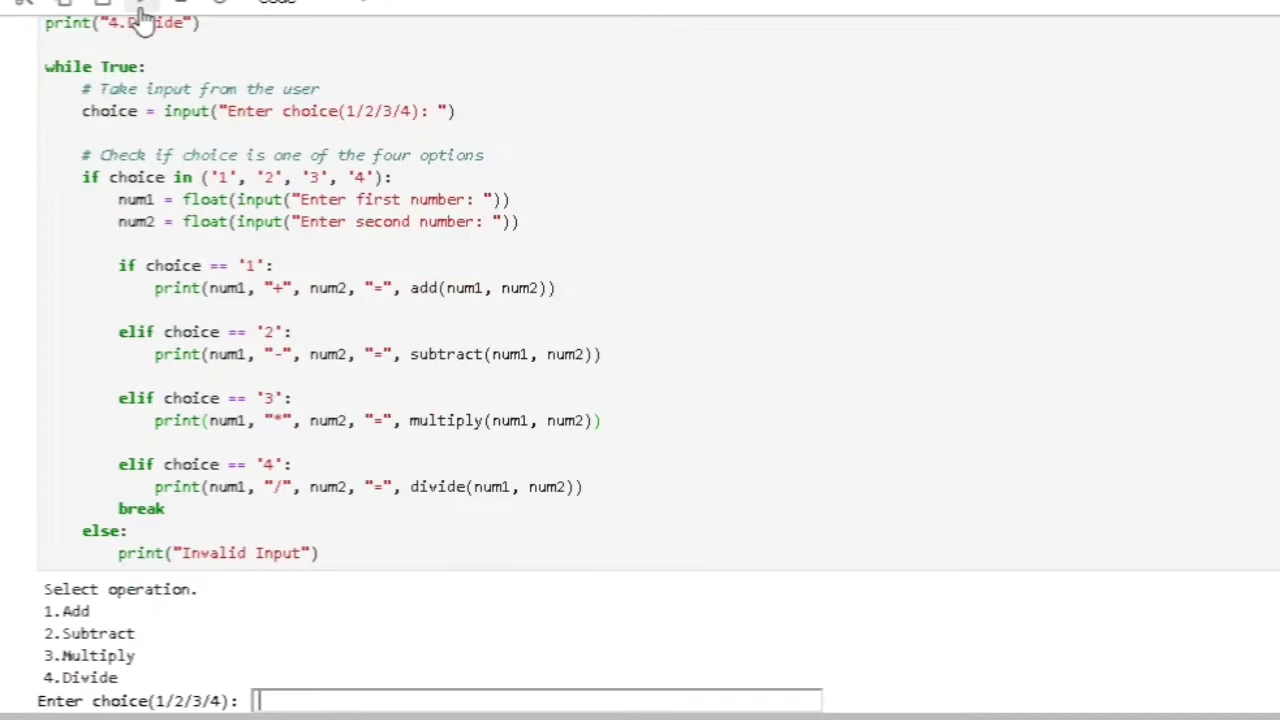 print("4.Divide")
while True:
# Take input from the user
choice = input("Enter choice(1/2/3/4): ")
# Check if choice is one of the four options
if choice in ('1', '2', '3', '4'):
num1 = float(input("Enter first number: "))
num2 = float(input("Enter second number: "))
if choice == '1':
print(num1, "+", num2, "=", add(num1, num2))
elif choice == '2':
print(num1, "-", num2, "=", subtract(num1, num2))
elif choice == '3':
print(num1, "*", num2, "=", multiply(num1, num2))
elif choice == '4':
print(num1, "/", num2, "=", divide(num1, num2))
break
else:
print("Invalid Input")
Select operation.
1.Add
2.Subtract
3.Multiply
4.Divide
Enter choice(1/2/3/4):